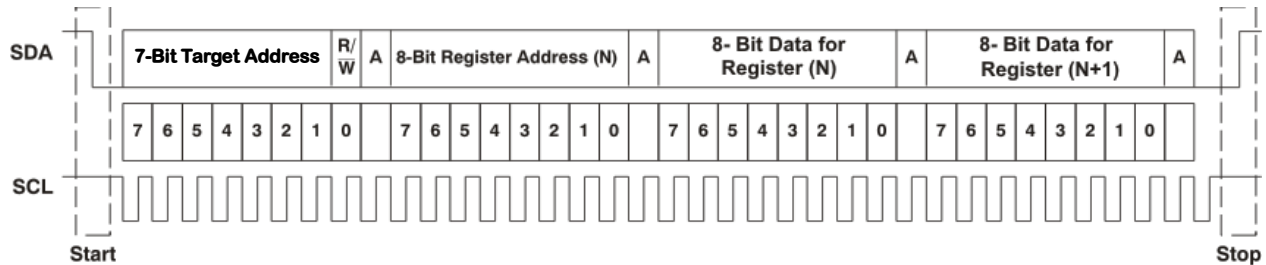 SDA
7-Bit Target Address R/W A 8-Bit Register Address (N) A 8- Bit Data for Register (N) A 8- Bit Data for Register (N+1) A
7 6 5 4 3 2 1 0 7 6 5 4 3 2 1 0 7 6 5 4 3 2 1 0 7 6 5 4 3 2 1 0
SCL
Start Stop